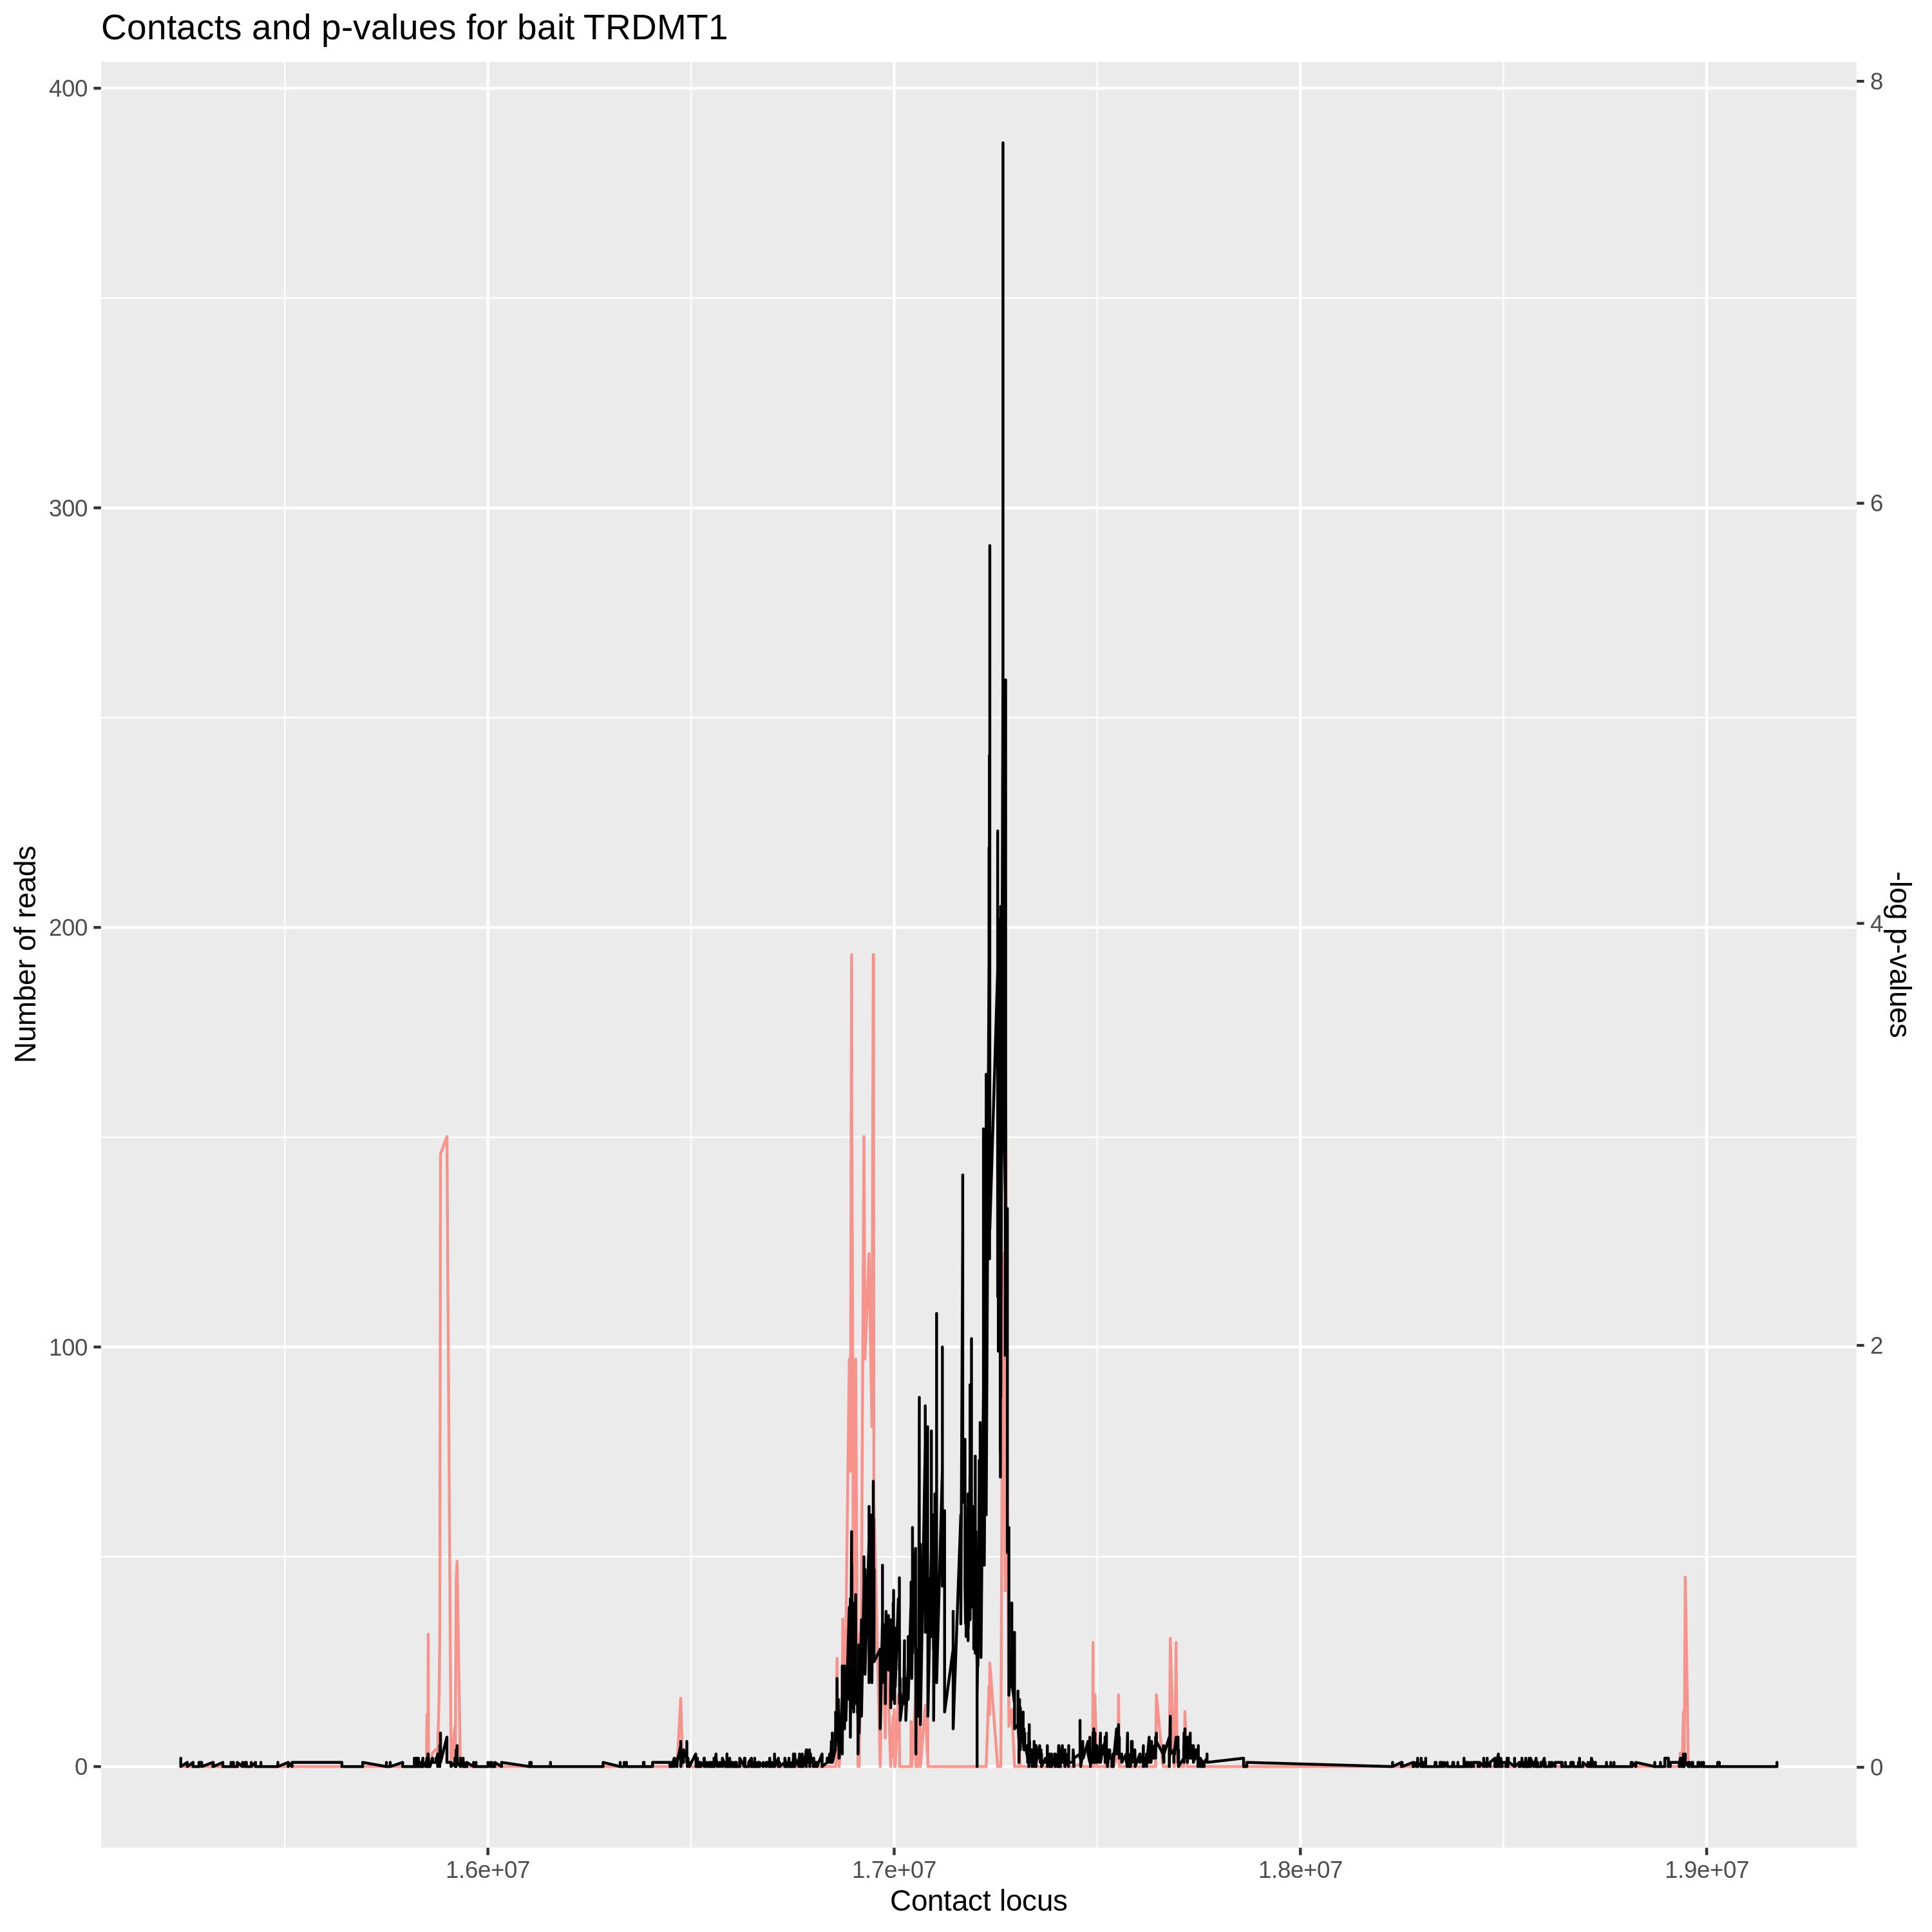 Contacts and p-values for bait TRDMT1
400
300
200
100
0
Number of reads
8
6
4
2
0
-log p-values
1.6e+07
1.7e+07
1.8e+07
1.9e+07
Contact locus